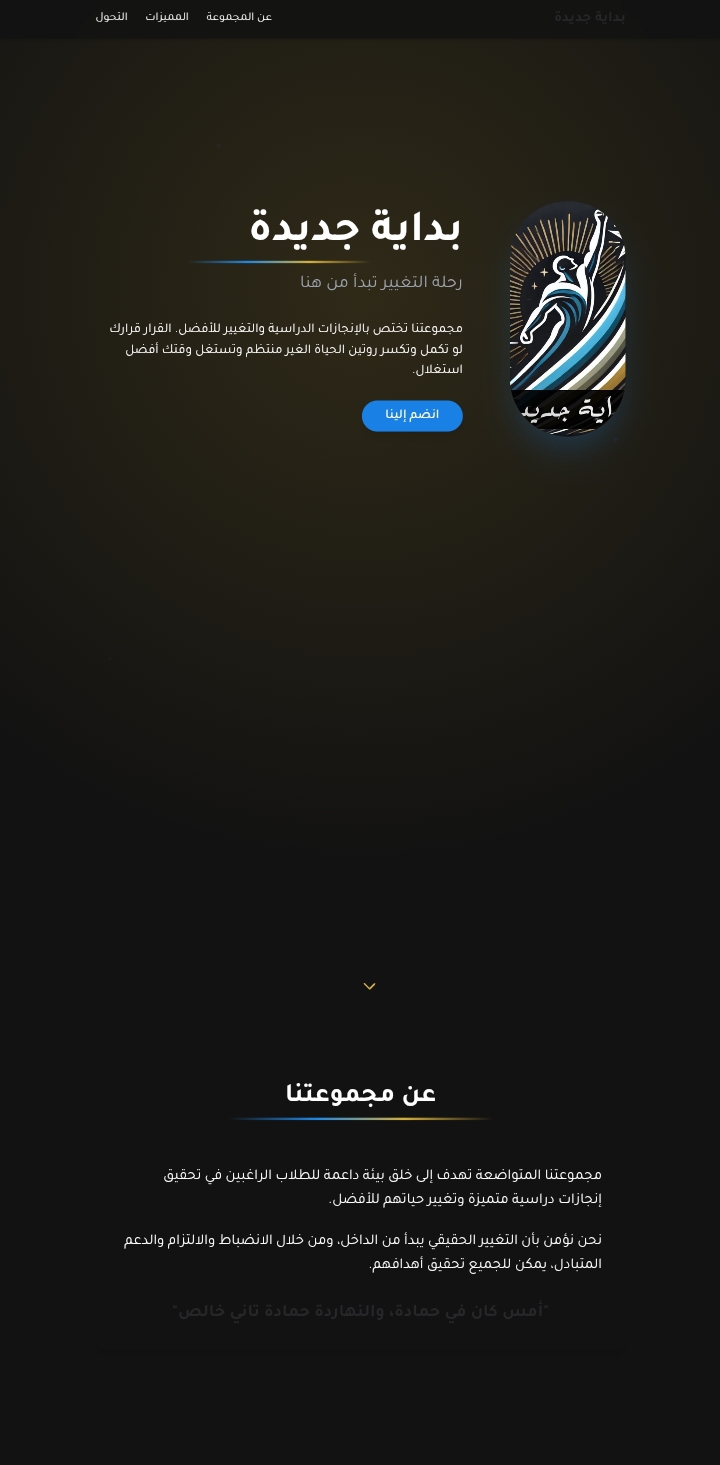 بداية جديدة
عن المجموعة
المميزات
التحول
اية جديد
بداية جديدة
رحلة التغيير تبدأ من هنا
مجموعتنا تختص بالإنجازات الدراسية والتغيير للأفضل. القرار قرارك
لو تكمل وتكسر روتين الحياة الغير منتظم وتستغل وقتك أفضل
استغلال.
انضم إلينا
عن مجموعتنا
مجموعتنا المتواضعة تهدف إلى خلق بيئة داعمة للطلاب الراغبين في تحقيق
إنجازات دراسية متميزة وتغيير حياتهم للأفضل.
نحن نؤمن بأن التغيير الحقيقي يبدأ من الداخل، ومن خلال الانضباط والالتزام والدعم
المتبادل، يمكن للجميع تحقيق أهدافهم.
"أمس كان في حمادة، والنهاردة حمادة تاني خالص"